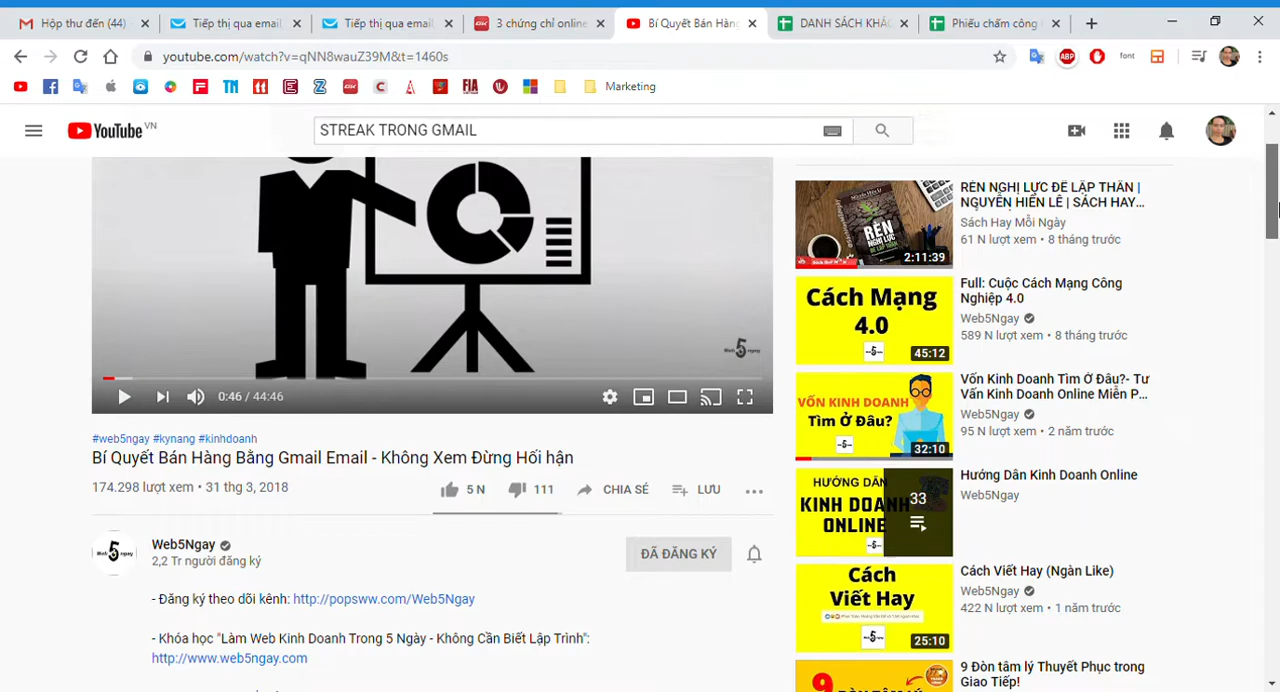 Hộp thư đến (44)
Tiếp thị qua email
Tiếp thị qua email
3 chứng chỉ online
Bí Quyết Bán Hàng
DANH SÁCH KHÁC
Phiếu chấm công
youtube.com/watch?v=qNN8wauZ39M&t=1460s
ABP
font
Marketing
YouTube VN
STREAK TRONG GMAIL
0:46 / 44:46
#web5ngay #kynang #kinhdoanh
Bí Quyết Bán Hàng Bằng Gmail Email - Không Xem Đừng Hối hận
174.298 lượt xem • 31 thg 3, 2018
5 N
111
CHIA SẺ
LƯU
Web5Ngay
2,2 Tr người đăng ký
ĐÃ ĐĂNG KÝ
- Đăng ký theo dõi kênh: http://popsww.com/Web5Ngay
- Khóa học "Làm Web Kinh Doanh Trong 5 Ngày - Không Cần Biết Lập Trình":
http://www.web5ngay.com
RÈN NGHỊ LỰC
2:11:39
RÈN NGHỊ LỰC ĐỂ LẬP THÂN |
NGUYỄN HIẾN LÊ | SÁCH HAY...
Sách Hay Mỗi Ngày
61 N lượt xem • 8 tháng trước
Cách Mạng
4.0
45:12
Full: Cuộc Cách Mạng Công
Nghiệp 4.0
Web5Ngay
589 N lượt xem • 8 tháng trước
VỐN KINH DOANH
Tìm Ở Đâu?
32:10
Vốn Kinh Doanh Tìm Ở Đâu?- Tư
Vấn Kinh Doanh Online Miễn P...
Web5Ngay
95 N lượt xem • 2 năm trước
HƯỚNG DẪN
KINH DOANH
ONLINE
33
Hướng Dẫn Kinh Doanh Online
Web5Ngay
Cách
Viết Hay
25:10
Cách Viết Hay (Ngàn Like)
Web5Ngay
422 N lượt xem • 1 năm trước
9 Đòn tâm lý Thuyết Phục trong
Giao Tiếp!